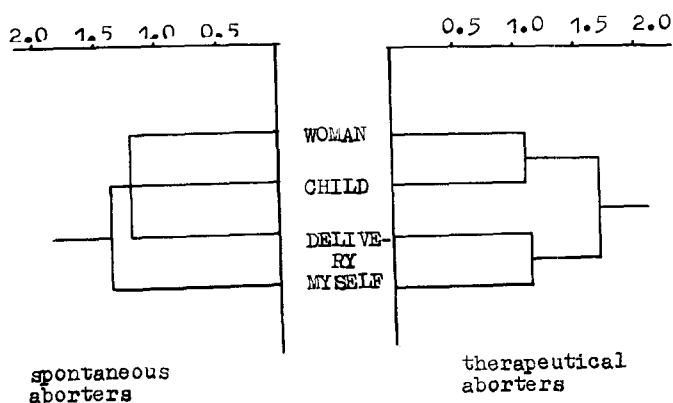 2.0 1.5 1.0 0.5
0.5 1.0 1.5 2.0
WOMAN
CHILD
DELIVE-
RY
MYSELF
spontaneous
aborters
therapeutical
aborters